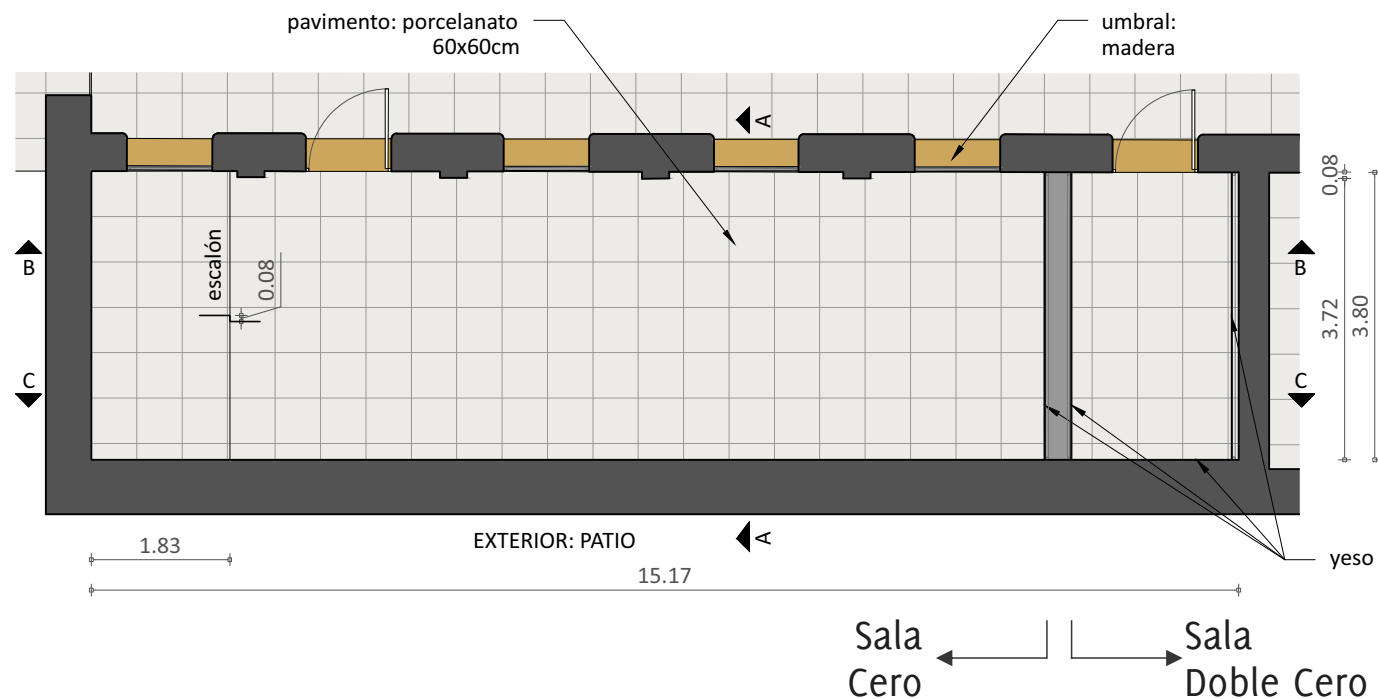 pavimento: porcelanato
60x60cm
umbral:
madera
A
0.08
B
escalón
0.08
B
3.72
3.80
C
C
A
EXTERIOR: PATIO
1.83
15.17
yeso
Sala
Cero
Sala
Doble Cero